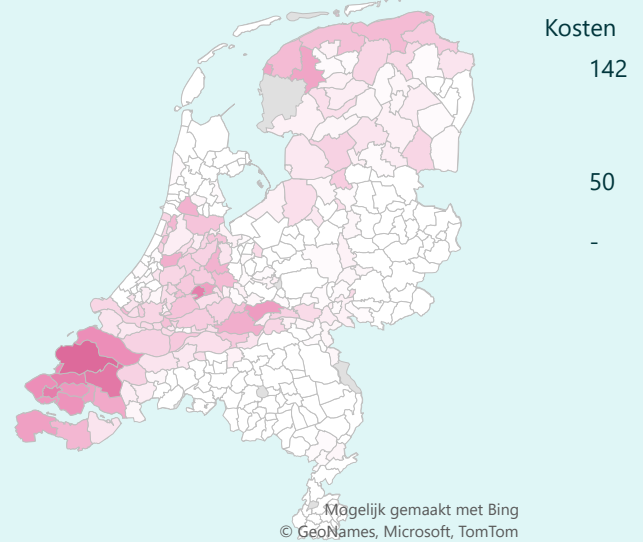 Kosten
142
50
-
Mogelijk gemaakt met Bing
© GeoNames, Microsoft, TomTom